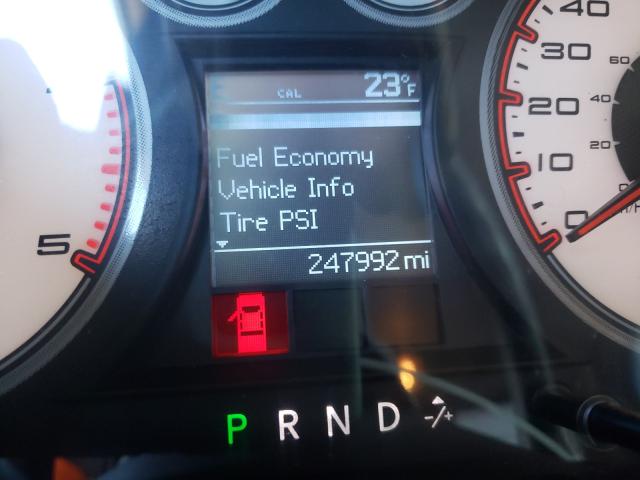 CAL 23°F
Fuel Economy
Vehicle Info
Tire PSI
247992 mi
P R N D -/+
5
40
30
20
10
0
60
40
20
0